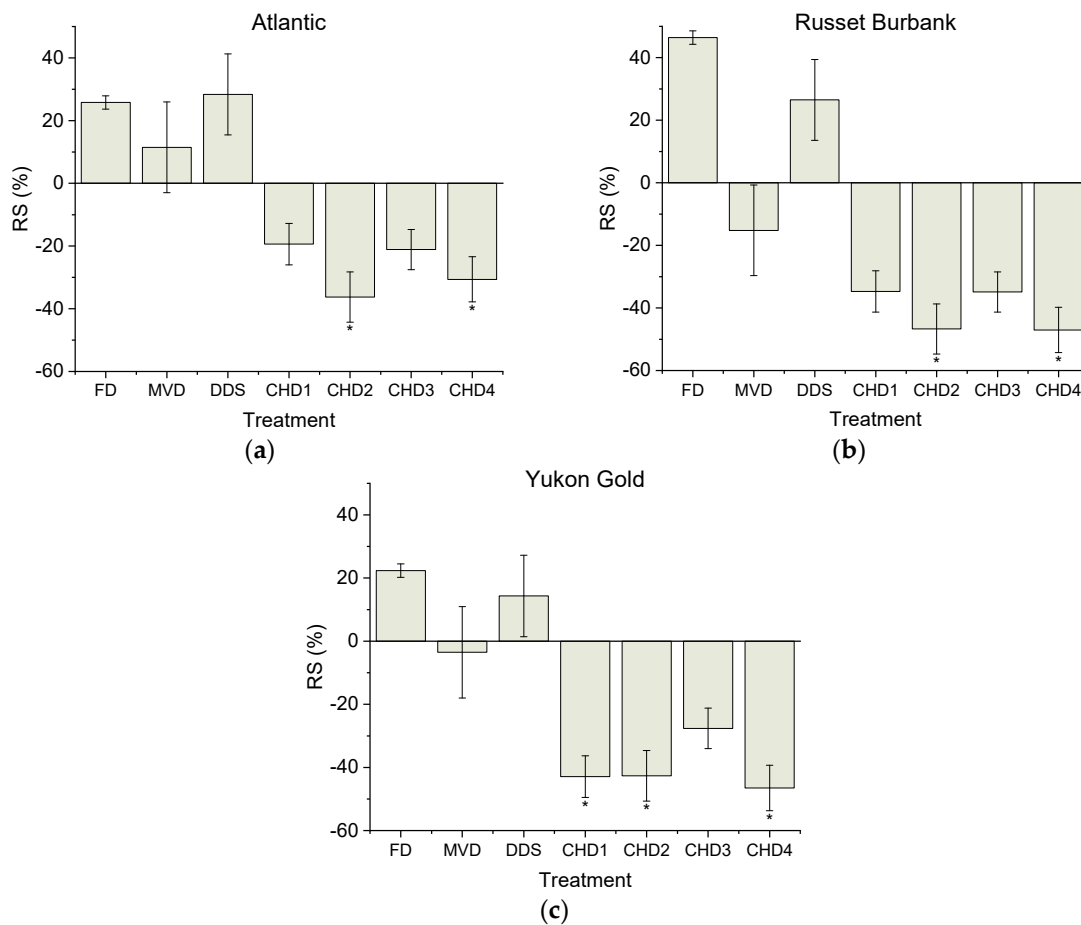 Atlantic
40
20
0
-20
-40
-60
RS (%)
FD MVD DDS CHD1 CHD2 CHD3 CHD4
* *
Treatment
(a)
Russet Burbank
40
20
0
-20
-40
-60
RS (%)
FD MVD DDS CHD1 CHD2 CHD3 CHD4
* *
Treatment
(b)
Yukon Gold
40
20
0
-20
-40
-60
RS (%)
FD MVD DDS CHD1 CHD2 CHD3 CHD4
* * *
Treatment
(c)